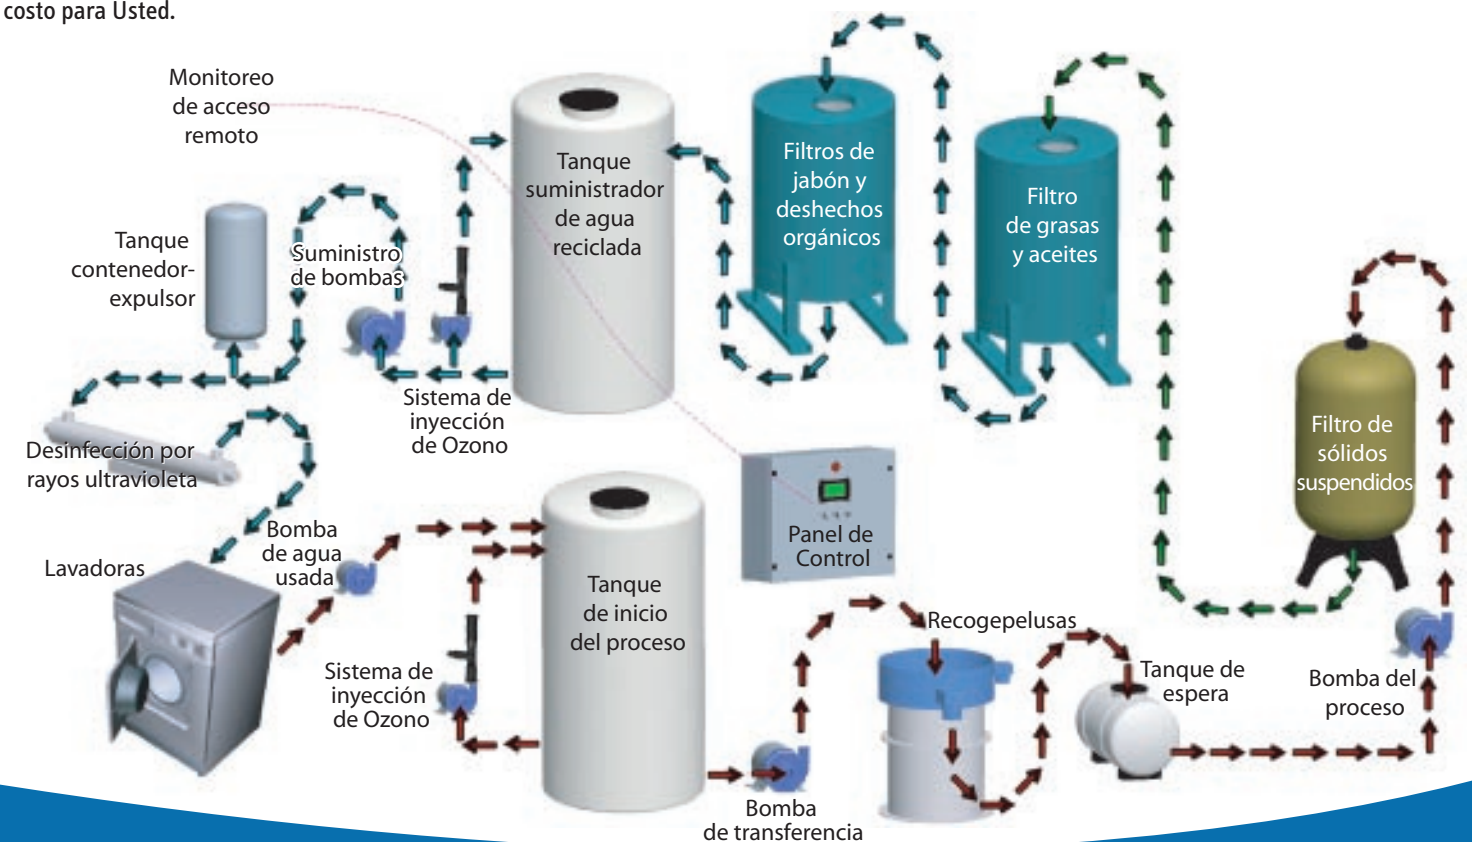 costo para Usted.
Monitoreo
de acceso
remoto
Tanque
suministrador
de agua
reciclada
Filtros de
jabón y
deshechos
orgánicos
Filtro
de grasas
y aceites
Tanque
contenedor-
expulsor
Suministro
de bombas
Sistema de
inyección
de Ozono
Filtro de
sólidos
suspendidos
Desinfección por
rayos ultravioleta
Panel de
Control
Lavadoras
Bomba
de agua
usada
Tanque
de inicio
del proceso
Recogepelusas
Sistema de
inyección
de Ozono
Tanque de
espera
Bomba del
proceso
Bomba
de transferencia